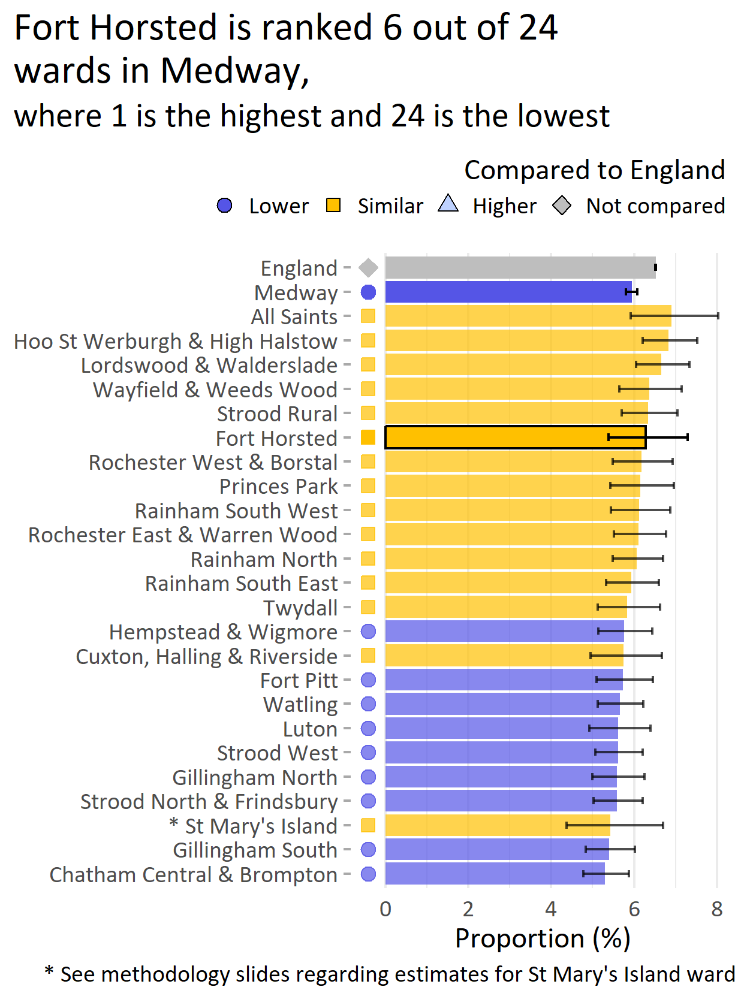 Fort Horsted is ranked 6 out of 24
wards in Medway,
where 1 is the highest and 24 is the lowest
Compared to England
Lower Similar Higher Not compared
England
Medway
All Saints
Hoo St Werburgh & High Halstow
Lordswood & Walderslade
Wayfield & Weeds Wood
Strood Rural
Fort Horsted
Rochester West & Borstal
Princes Park
Rainham South West
Rochester East & Warren Wood
Rainham North
Rainham South East
Twydall
Hempstead & Wigmore
Cuxton, Halling & Riverside
Fort Pitt
Watling
Luton
Strood West
Gillingham North
Strood North & Frindsbury
* St Mary's Island
Gillingham South
Chatham Central & Brompton
0 2 4 6 8
Proportion (%)
* See methodology slides regarding estimates for St Mary's Island ward